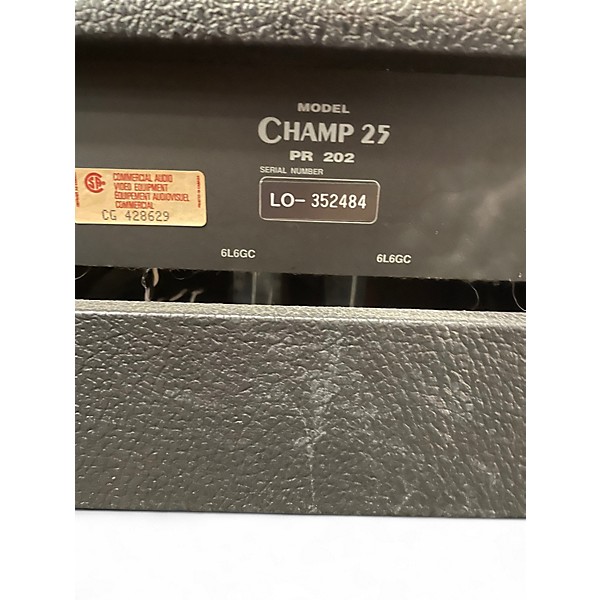 MODEL
CHAMP 25
PR 202
SERIAL NUMBER
LO- 352484
COMMERCIAL AUDIO
VIDEO EQUIPMENT
ÉQUIPEMENT AUDIOVISUEL
COMMERCIAL
CG 428629
6L6GC
6L6GC